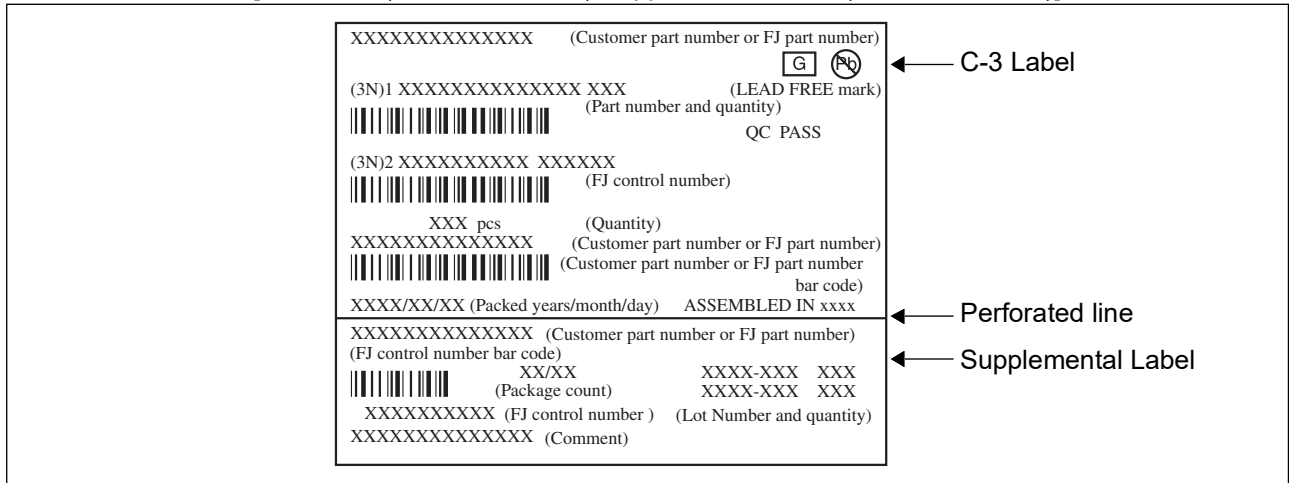 XXXXXXXXXXXXXX (Customer part number or FJ part number)
G Pb
C-3 Label
(3N)1 XXXXXXXXXXXXXX XXX (LEAD FREE mark)
(Part number and quantity)
QC PASS
(3N)2 XXXXXXXXXX XXXXXX
(FJ control number)
XXX pcs (Quantity)
XXXXXXXXXXXXXX (Customer part number or FJ part number)
(Customer part number or FJ part number
bar code)
XXXX/XX/XX (Packed years/month/day) ASSEMBLED IN xxxx
Perforated line
XXXXXXXXXXXXXX (Customer part number or FJ part number)
(FJ control number bar code)
Supplemental Label
XX/XX XXXX-XXX XXX
(Package count) XXXX-XXX XXX
XXXXXXXXXX (FJ control number ) (Lot Number and quantity)
XXXXXXXXXXXXXX (Comment)